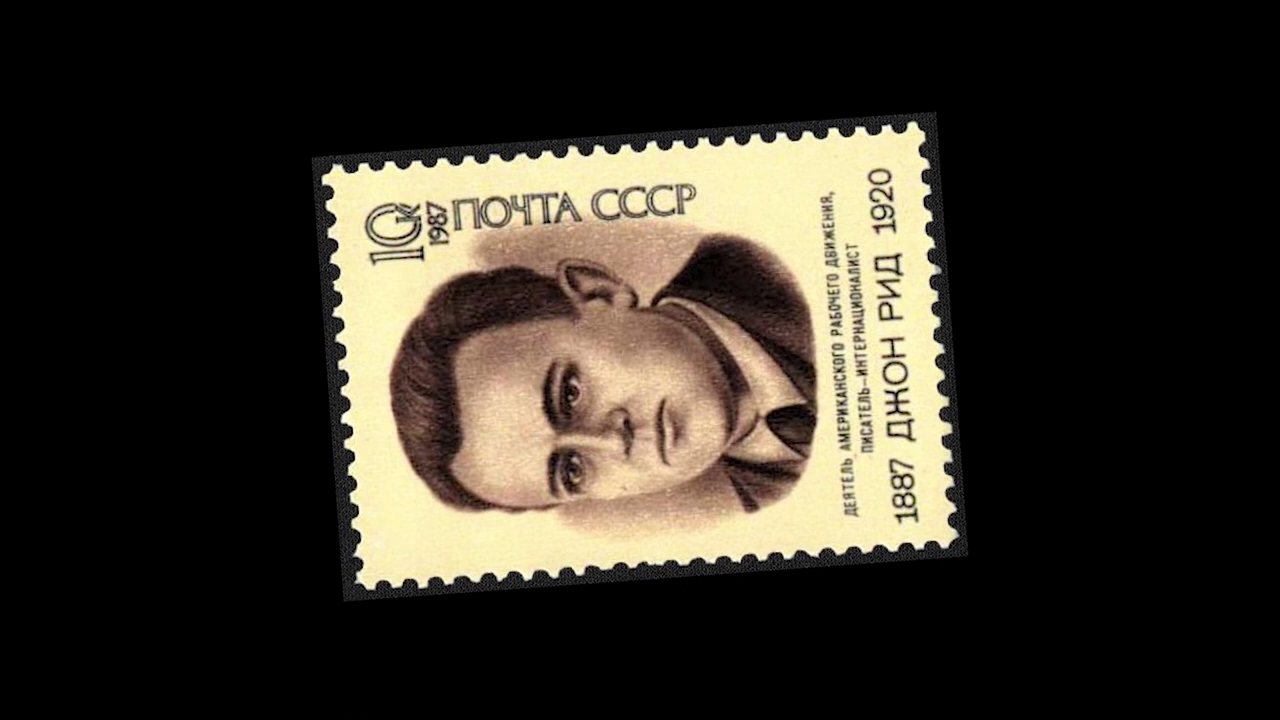 10к
1987
ПОЧТА СССР
ДЕЯТЕЛЬ АМЕРИКАНСКОГО РАБОЧЕГО ДВИЖЕНИЯ,
ПИСАТЕЛЬ—ИНТЕРНАЦИОНАЛИСТ
1887 ДЖОН РИД 1920